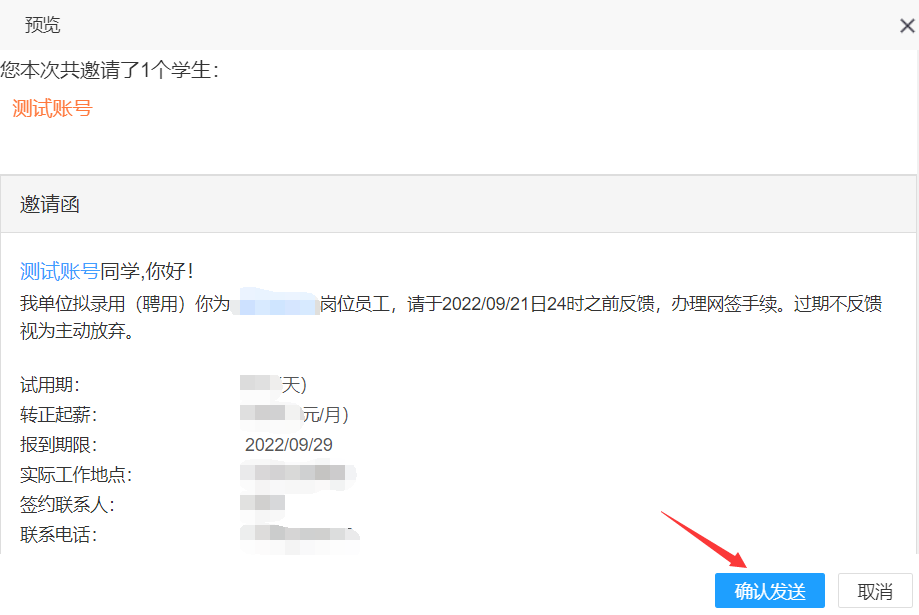 预览
您本次共邀请了1个学生：
测试账号
邀请函
测试账号同学,你好！
我单位拟录用（聘用）你为岗位员工，请于2022/09/21日24时之前反馈，办理网签手续。过期不反馈
视为主动放弃。
试用期： 天)
转正起薪： 元/月)
报到期限： 2022/09/29
实际工作地点：
签约联系人：
联系电话：
确认发送 取消